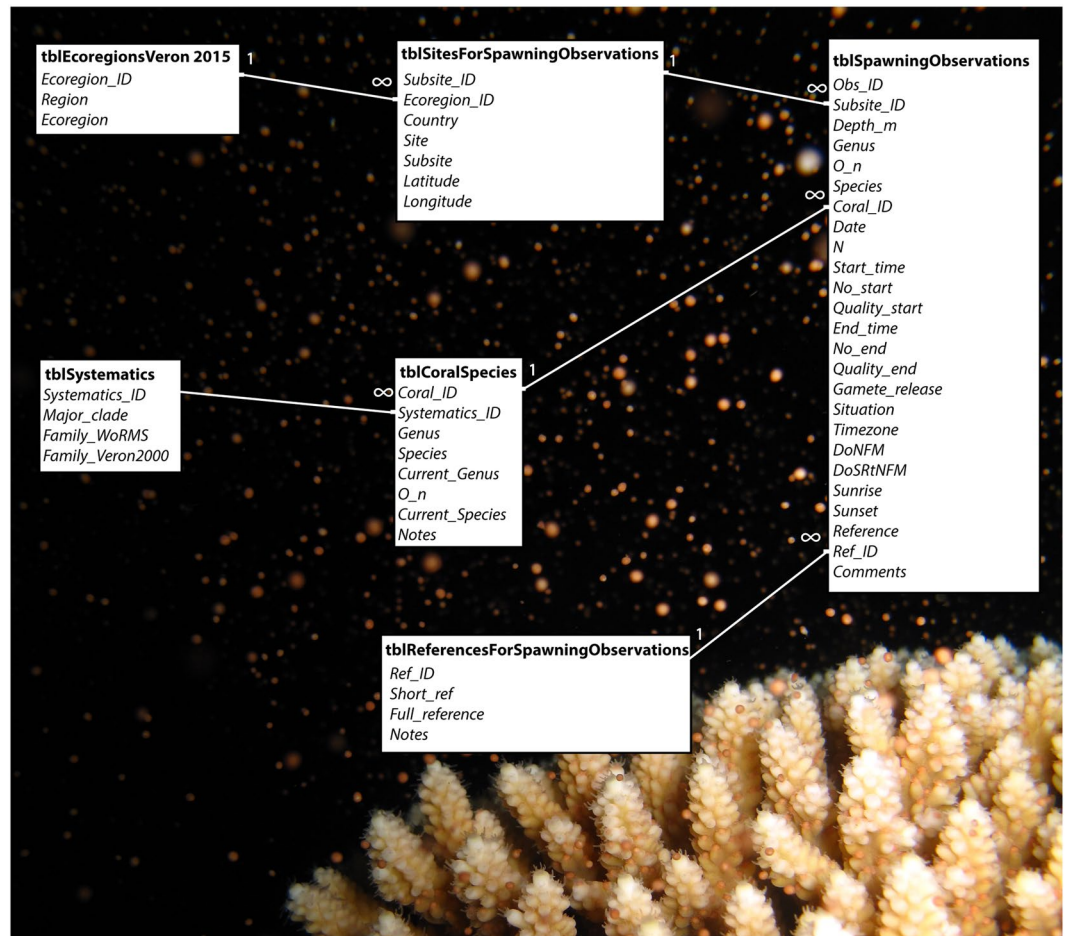 tblEcoregionsVeron 2015
Ecoregion_ID
Region
Ecoregion
1
∞
tblSitesForSpawningObservations
Subsite_ID
Ecoregion_ID
Country
Site
Subsite
Latitude
Longitude
1
∞
tblSpawningObservations
Obs_ID
Subsite_ID
Depth_m
Genus
O_n
Species
Coral_ID
Date
N
Start_time
No_start
Quality_start
End_time
No_end
Quality_end
Gamete_release
Situation
Timezone
DoNFM
DoSRtNFM
Sunrise
Sunset
Reference
Ref_ID
Comments
∞
∞
tblSystematics
Systematics_ID
Major_clade
Family_WoRMS
Family_Veron2000
∞
tblCoralSpecies
Coral_ID
Systematics_ID
Genus
Species
Current_Genus
O_n
Current_Species
Notes
1
tblReferencesForSpawningObservations
Ref_ID
Short_ref
Full_reference
Notes
1